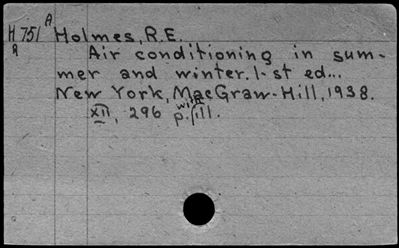 H751 A Holmes, R.E.
A Air conditioning in sum-
mer and winter. 1-st ed...
New York, MacGraw-Hill, 1938.
XII, 296 p. with ill.